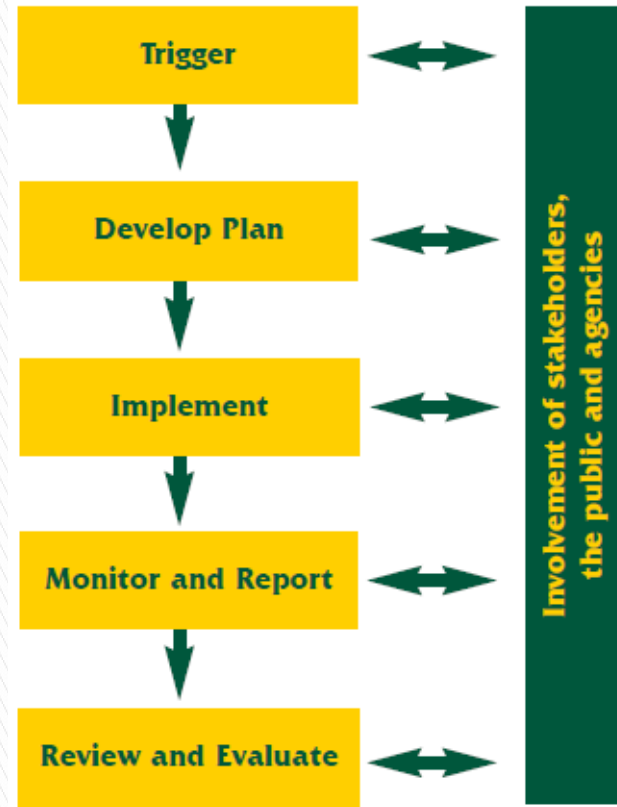 Trigger
Develop Plan
Implement
Monitor and Report
Review and Evaluate
Involvement of stakeholders,
the public and agencies